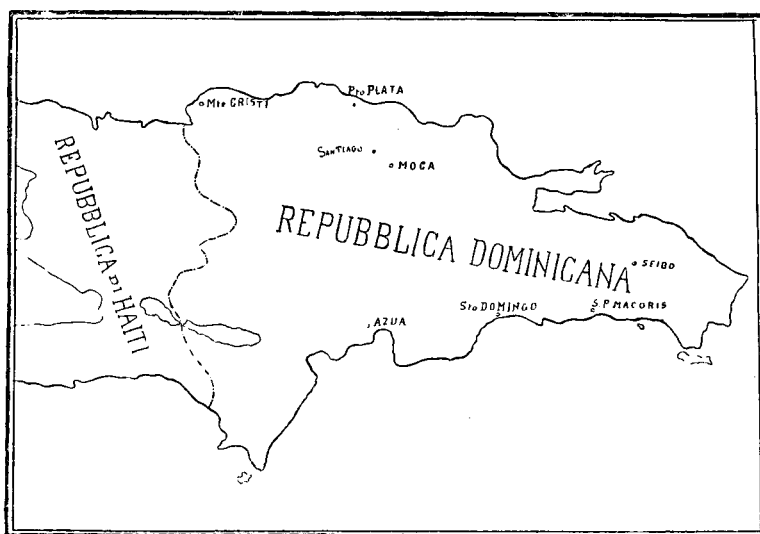 Pto PLATA
Mte CRISTI
SANTIAGO
MOCA
REPUBBLICA DI HAITI
REPUBBLICA DOMINICANA
SEIBO
Sto DOMINGO
S. P. MACORIS
AZUA